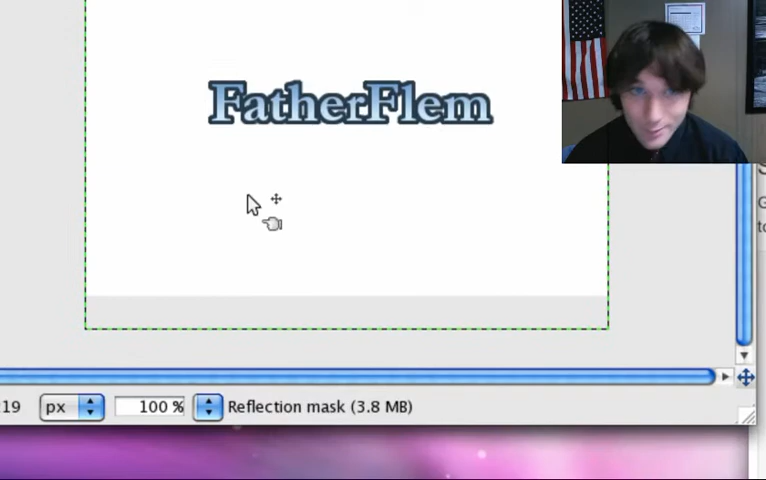 FatherFlem
19 px 100 % Reflection mask (3.8 MB)